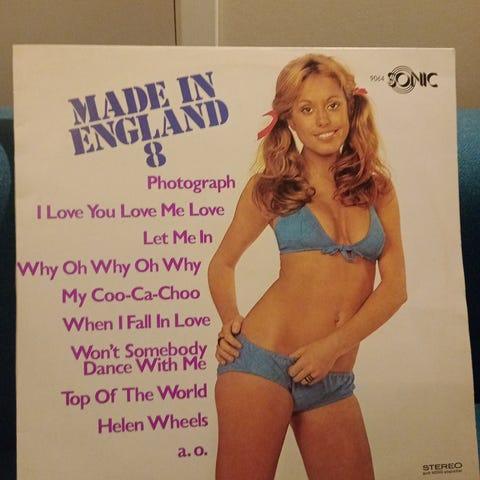 MADE IN
ENGLAND
8
9064 SONIC
Photograph
I Love You Love Me Love
Let Me In
Why Oh Why Oh Why
My Coo-Ca-Choo
When I Fall In Love
Won't Somebody
Dance With Me
Top Of The World
Helen Wheels
a.o.
STEREO